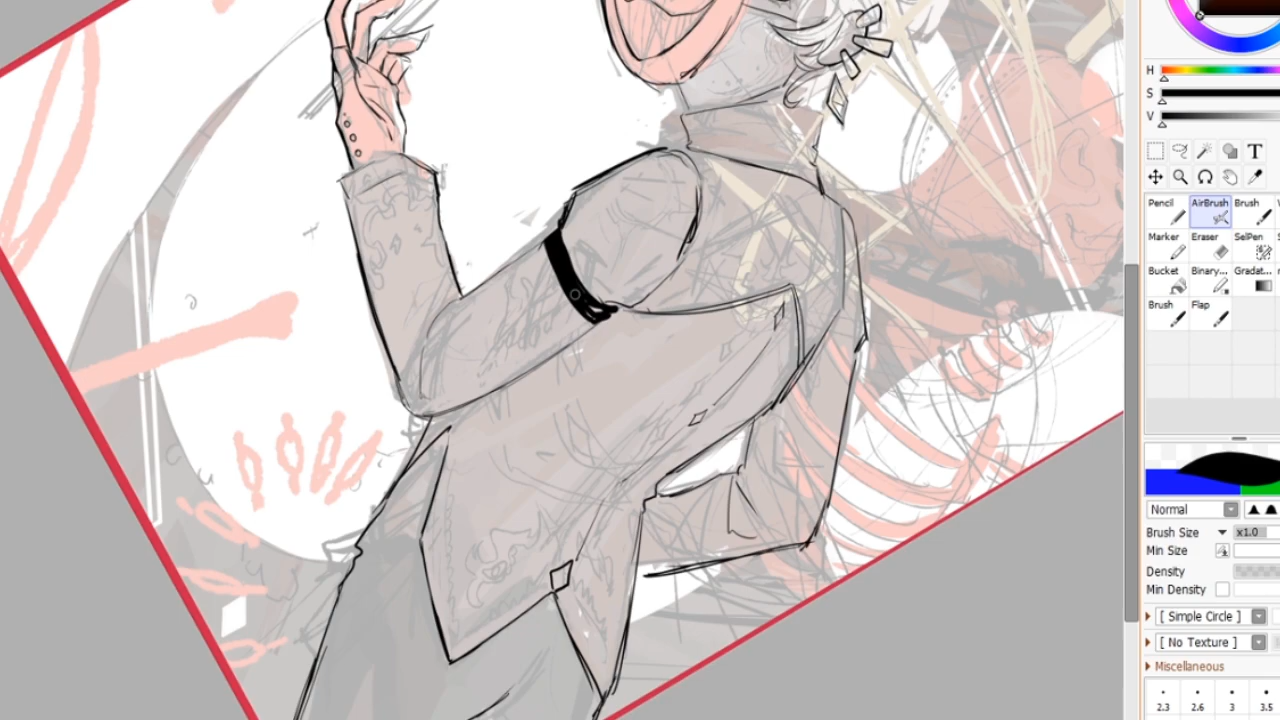 H
S
V
T
Pencil AirBrush Brush
Marker Eraser SelPen
Bucket Binary... Gradat...
Brush Flap
Normal
Brush Size x1.0
Min Size
Density
Min Density
[ Simple Circle ]
[ No Texture ]
Miscellaneous
2.3 2.6 3 3.5